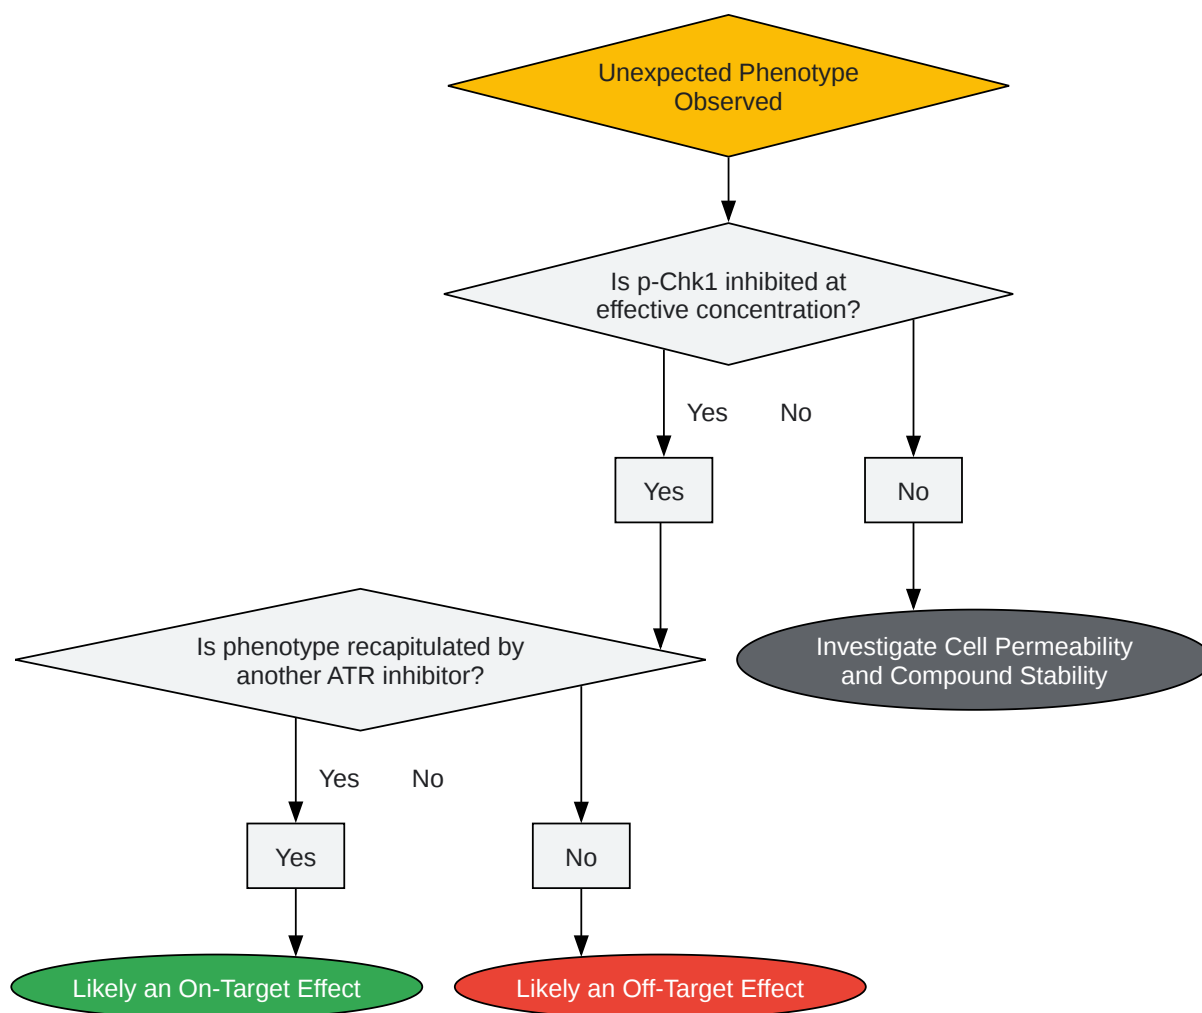 Unexpected Phenotype
Observed
Is p-Chk1 inhibited at
effective concentration?
Yes
No
Yes
No
Is phenotype recapitulated by
another ATR inhibitor?
Investigate Cell Permeability
and Compound Stability
Yes
No
Yes
No
Likely an On-Target Effect
Likely an Off-Target Effect